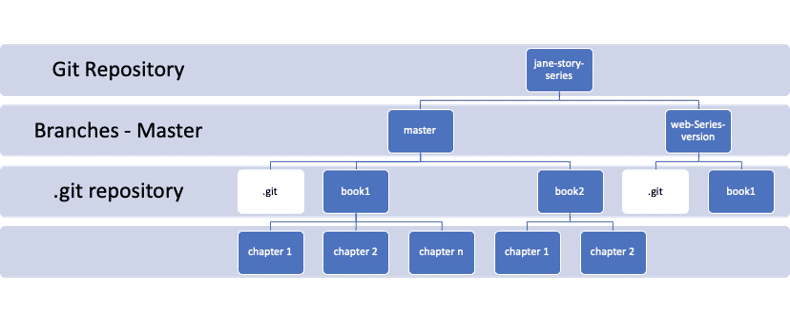 Git Repository
jane-story-
series
Branches - Master
master
web-Series-
version
.git repository
.git
book1
book2
.git
book1
chapter 1
chapter 2
chapter n
chapter 1
chapter 2